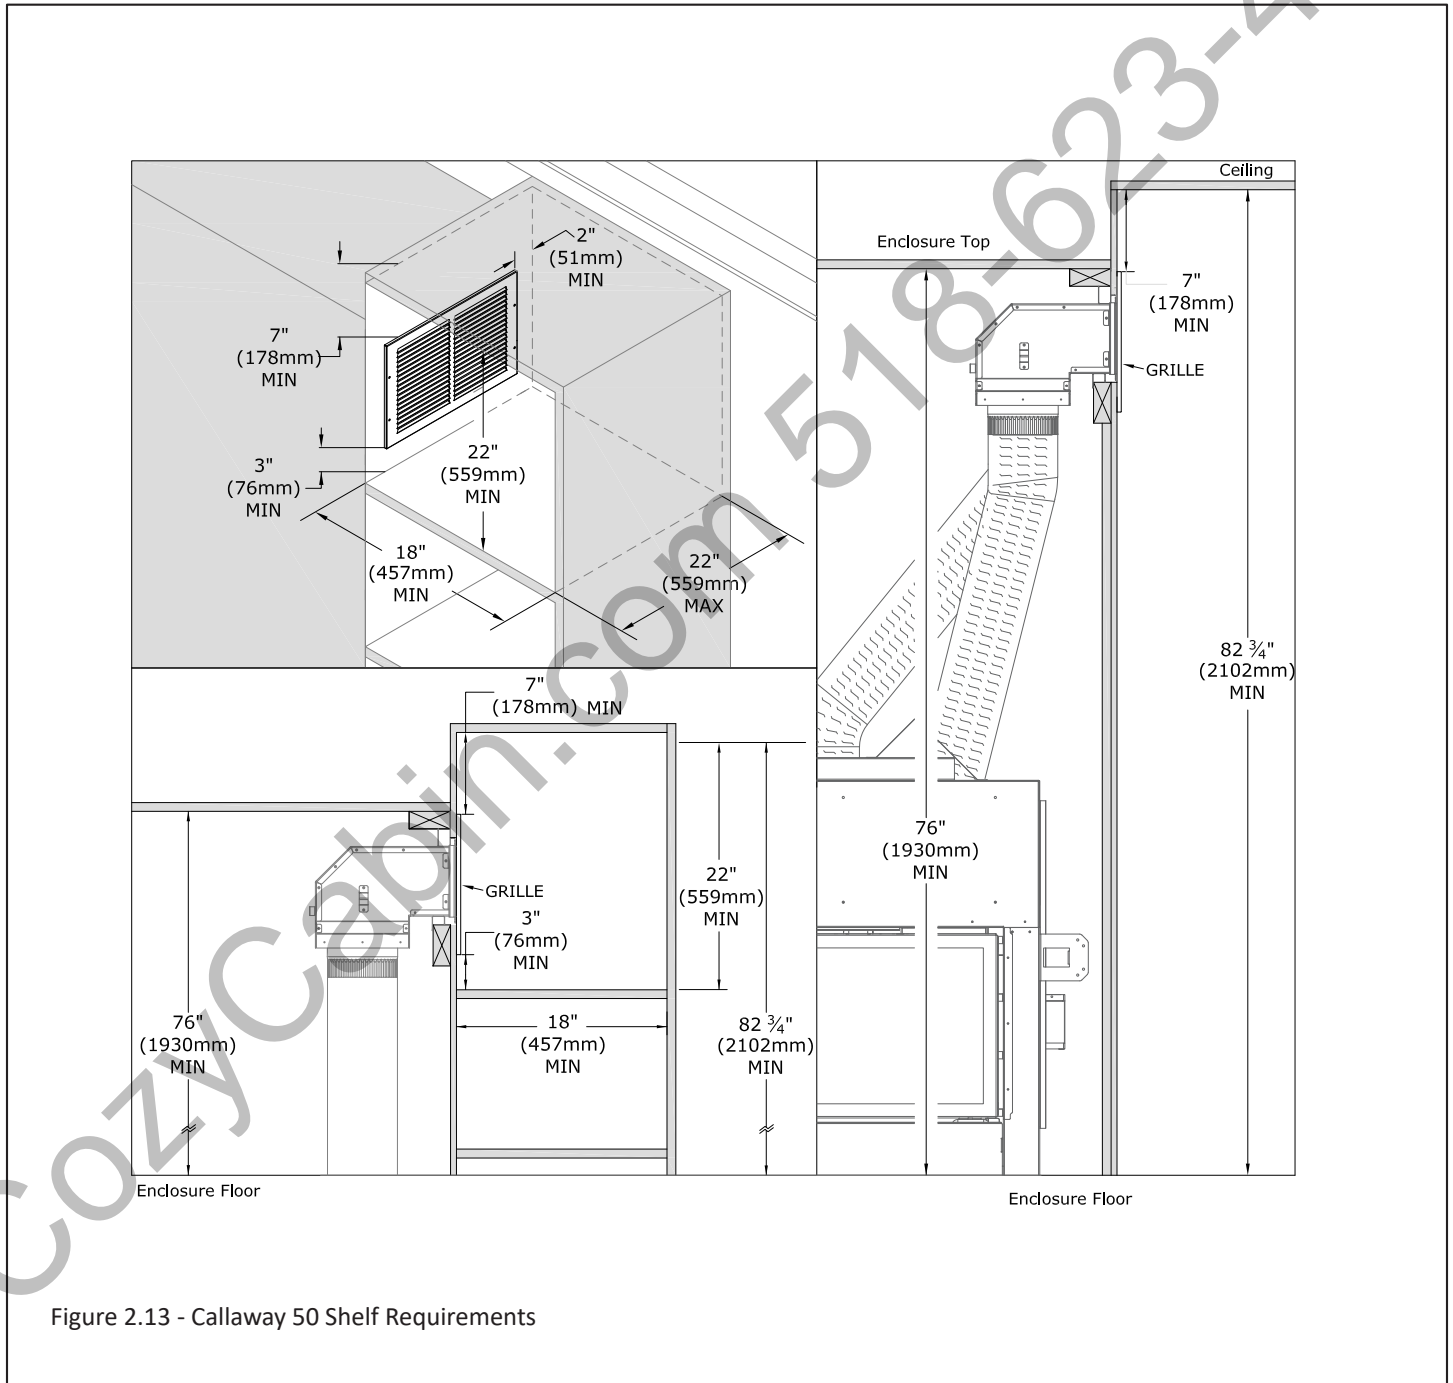 Ceiling
Enclosure Top
2"
(51mm)
MIN
7"
(178mm)
MIN
7"
(178mm)
MIN
GRILLE
3"
(76mm)
MIN
22"
(559mm)
MIN
18"
(457mm)
MIN
22"
(559mm)
MAX
82 ¾"
(2102mm)
MIN
7"
(178mm) MIN
76"
(1930mm)
MIN
GRILLE
22"
(559mm)
MIN
3"
(76mm)
MIN
76"
(1930mm)
MIN
18"
(457mm)
MIN
82 ¾"
(2102mm)
MIN
Enclosure Floor
Enclosure Floor
CozyCabin.com 518-623-4
Figure 2.13 - Callaway 50 Shelf Requirements